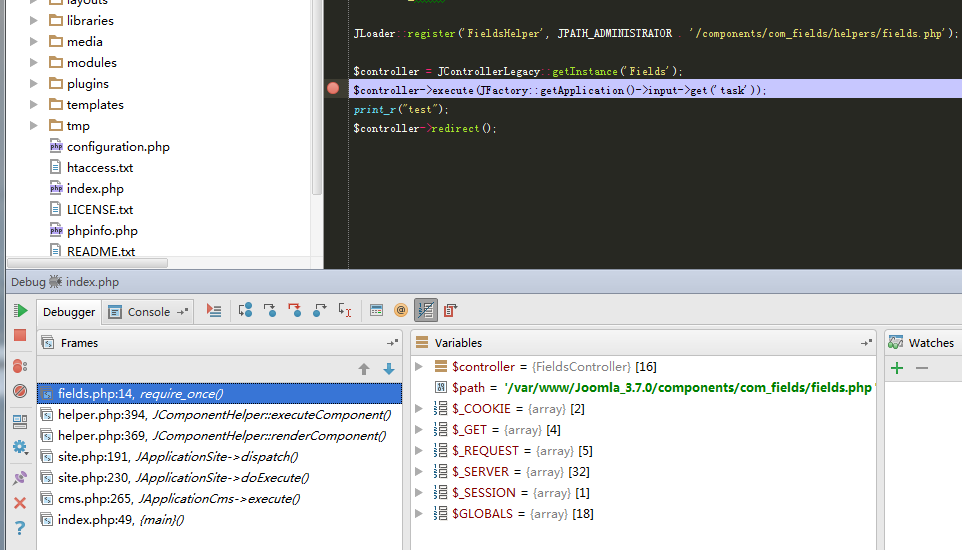 layouts
libraries
media
modules
plugins
templates
tmp
configuration.php
htaccess.txt
index.php
LICENSE.txt
phpinfo.php
README.txt
JLoader::register('FieldsHelper', JPATH_ADMINISTRATOR . '/components/com_fields/helpers/fields.php');
$controller = JControllerLegacy::getInstance('Fields');
$controller->execute(JFactory::getApplication()->input->get('task'));
print_r("test");
$controller->redirect();
Debug index.php
Debugger Console
Frames
fields.php:14, require_once()
helper.php:394, JComponentHelper::executeComponent()
helper.php:369, JComponentHelper::renderComponent()
site.php:191, JApplicationSite->dispatch()
site.php:230, JApplicationSite->doExecute()
cms.php:265, JApplicationCms->execute()
index.php:49, {main}()
Variables
$controller = {FieldsController} [16]
$path = '/var/www/Joomla_3.7.0/components/com_fields/fields.php'
$_COOKIE = {array} [2]
$_GET = {array} [4]
$_REQUEST = {array} [5]
$_SERVER = {array} [32]
$_SESSION = {array} [1]
$GLOBALS = {array} [18]
Watches